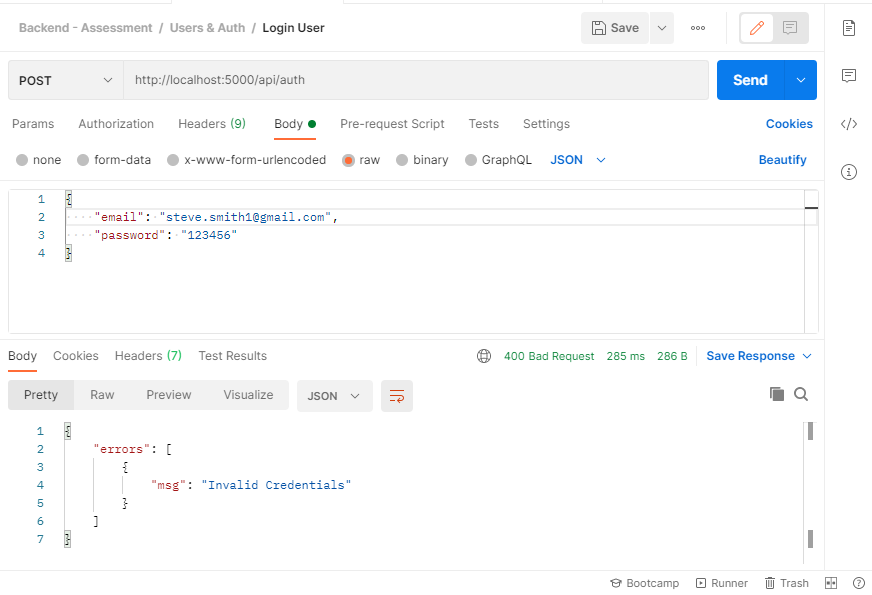 Backend - Assessment / Users & Auth / Login User Save
POST http://localhost:5000/api/auth Send
Params Authorization Headers (9) Body Pre-request Script Tests Settings Cookies
none form-data x-www-form-urlencoded raw binary GraphQL JSON Beautify
1 {
2 "email": "steve.smith1@gmail.com",
3 "password": "123456"
4 }
Body Cookies Headers (7) Test Results 400 Bad Request 285 ms 286 B Save Response
Pretty Raw Preview Visualize JSON
1 {
2 "errors": [
3 {
4 "msg": "Invalid Credentials"
5 }
6 ]
7 }
Bootcamp Runner Trash